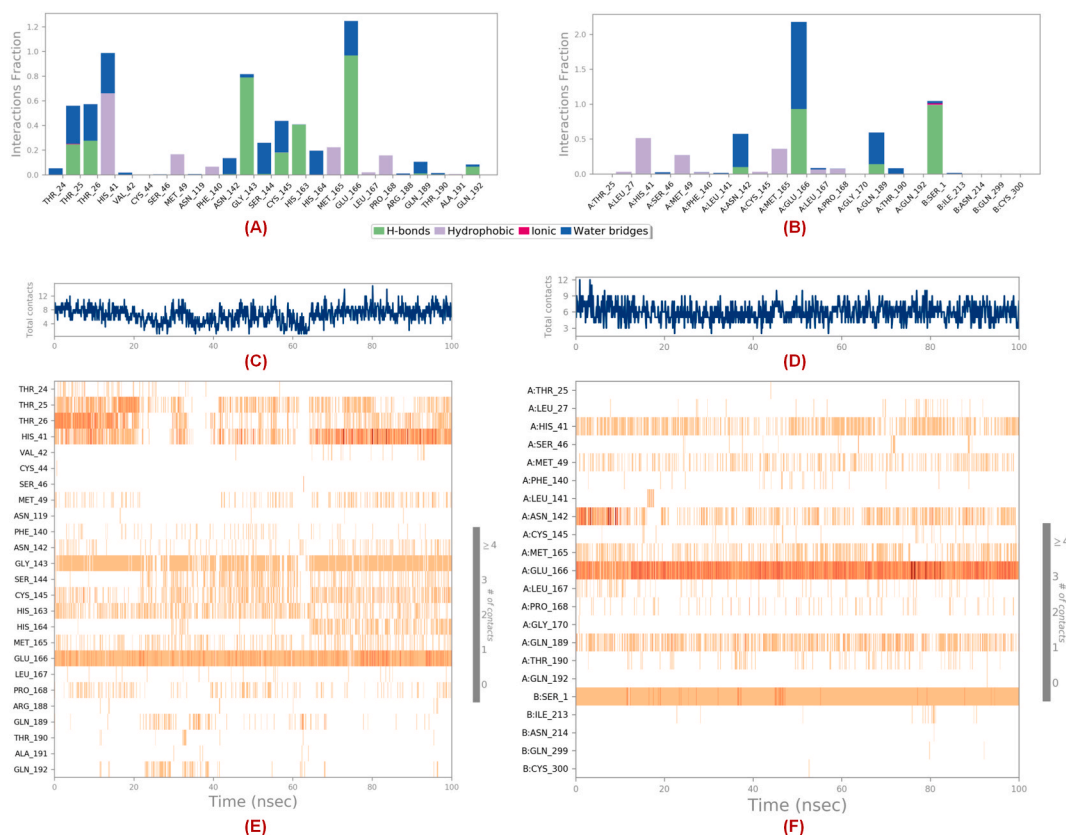 Interactions Fraction
1.2
1.0
0.8
0.6
0.4
0.2
0.0
THR_24
THR_25
THR_26
HIS_41
VAL_42
CYS_44
SER_46
MET_49
ASN_119
PHE_140
ASN_142
GLY_143
SER_144
CYS_145
HIS_163
HIS_164
MET_165
GLU_166
LEU_167
PRO_168
ARG_188
GLN_189
THR_190
ALA_191
GLN_192
(A)
Interactions Fraction
2.0
1.5
1.0
0.5
0.0
A:THR_25
A:LEU_27
A:HIS_41
A:SER_46
A:MET_49
A:PHE_140
A:LEU_141
A:ASN_142
A:CYS_145
A:MET_165
A:GLU_166
A:LEU_167
A:PRO_168
A:GLY_170
A:GLN_189
A:THR_190
A:GLN_192
B:SER_1
B:ILE_213
B:ASN_214
B:GLN_299
B:CYS_300
(B)
H-bonds Hydrophobic Ionic Water bridges
Total contacts
12
8
4
0 20 40 60 80 100
(C)
Total contacts
12
9
6
3
0 20 40 60 80 100
(D)
THR_24
THR_25
THR_26
HIS_41
VAL_42
CYS_44
SER_46
MET_49
ASN_119
PHE_140
ASN_142
GLY_143
SER_144
CYS_145
HIS_163
HIS_164
MET_165
GLU_166
LEU_167
PRO_168
ARG_188
GLN_189
THR_190
ALA_191
GLN_192
0 20 40 60 80 100
Time (nsec)
≥4
3
2
1
0
# of contacts
(E)
A:THR_25
A:LEU_27
A:HIS_41
A:SER_46
A:MET_49
A:PHE_140
A:LEU_141
A:ASN_142
A:CYS_145
A:MET_165
A:GLU_166
A:LEU_167
A:PRO_168
A:GLY_170
A:GLN_189
A:THR_190
A:GLN_192
B:SER_1
B:ILE_213
B:ASN_214
B:GLN_299
B:CYS_300
0 20 40 60 80 100
Time (nsec)
≥4
3
2
1
0
# of contacts
(F)